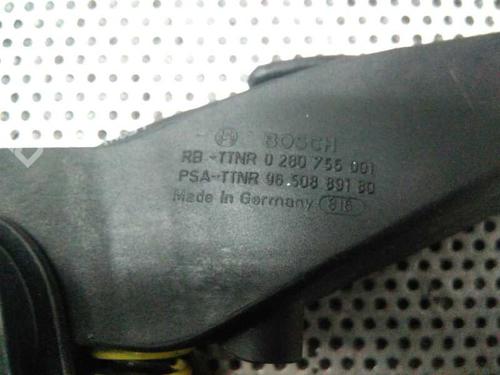 BOSCH
RB-TTNR 0 280 755 001
PSA-TTNR 96 508 891 80
Made in Germany 816